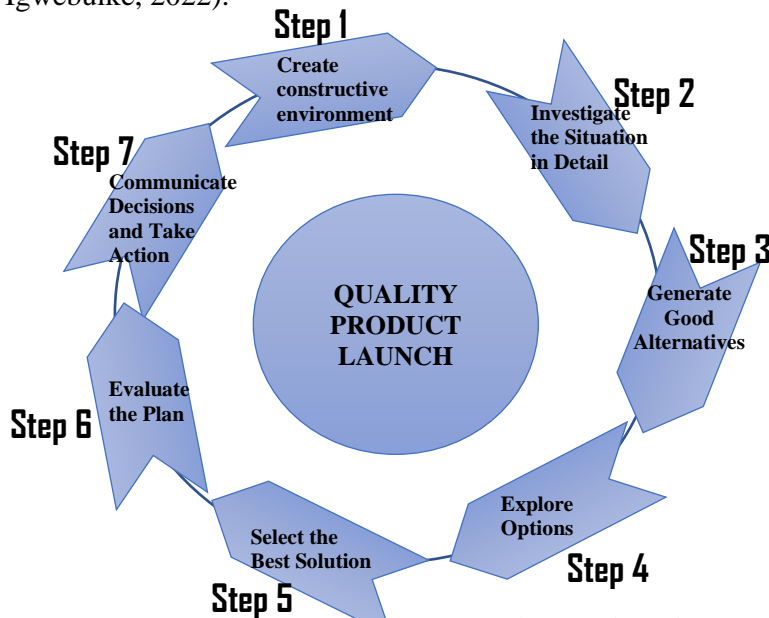 Igwebuike, 2022).
Step 1
Create
constructive
environment
Step 2
Investigate
the Situation
in Detail
Step 3
Generate
Good
Alternatives
Step 4
Explore
Options
Step 5
Select the
Best Solution
Step 6
Evaluate
the Plan
Step 7
Communicate
Decisions
and Take
Action
QUALITY
PRODUCT
LAUNCH